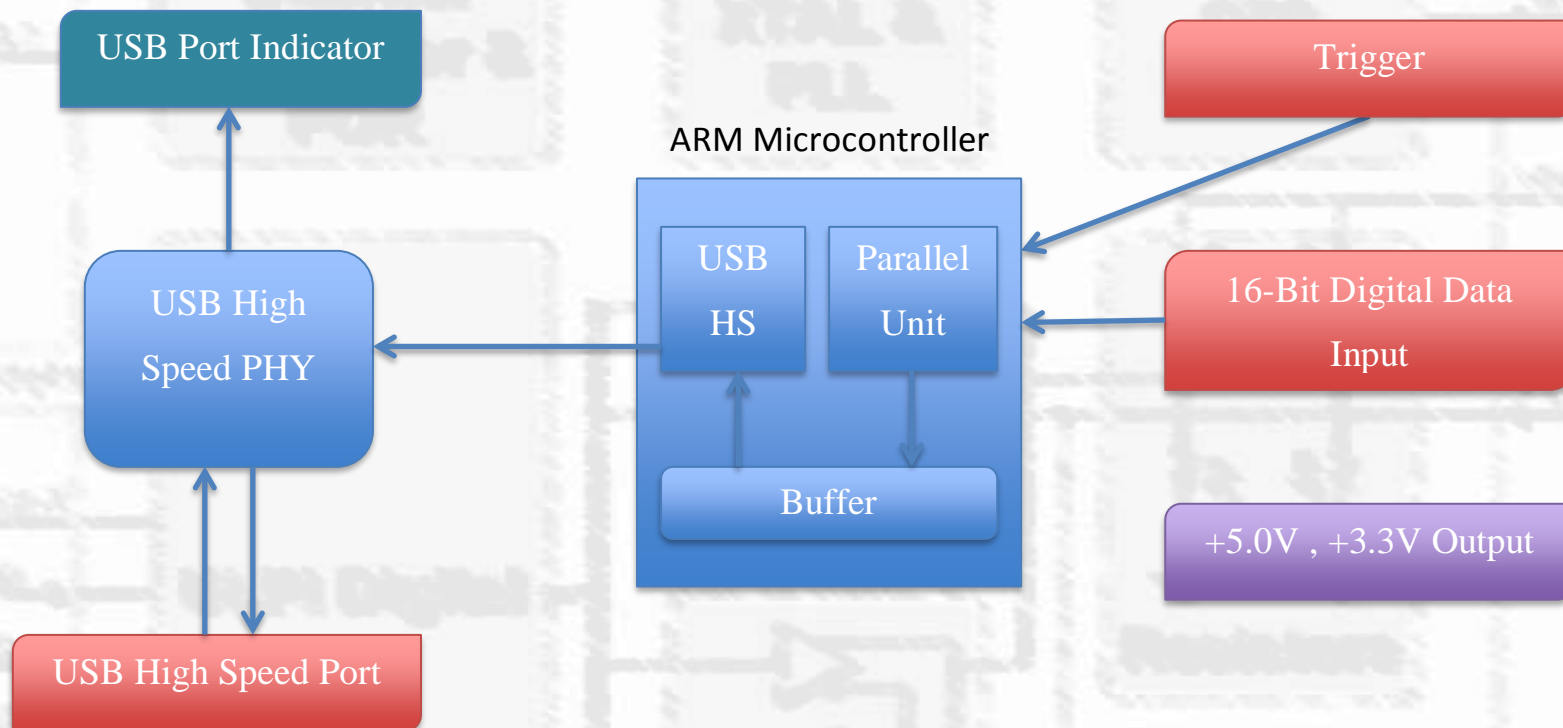 USB Port Indicator
Trigger
ARM Microcontroller
USB
HS
Parallel
Unit
USB High
Speed PHY
16-Bit Digital Data
Input
Buffer
+5.0V , +3.3V Output
USB High Speed Port